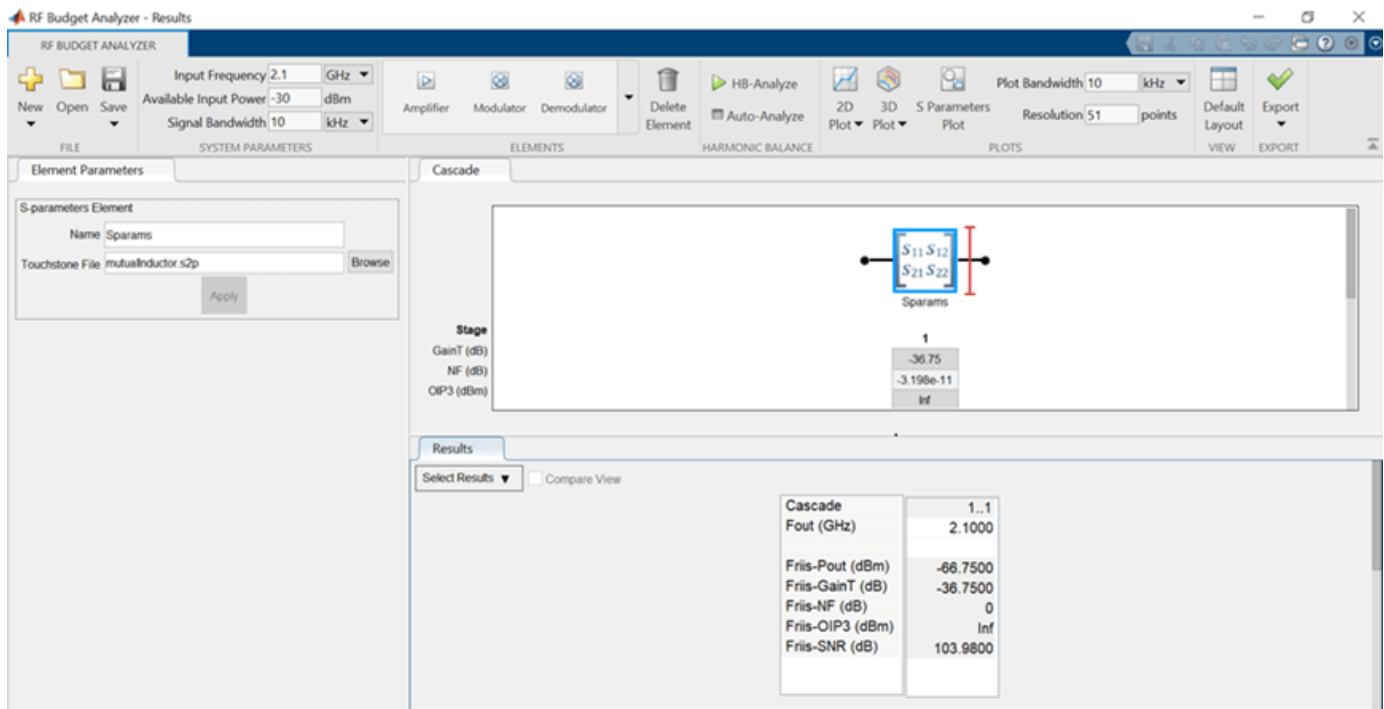 RF Budget Analyzer - Results
RF BUDGET ANALYZER
New Open Save
Input Frequency 2.1 GHz
Available Input Power -30 dBm
Signal Bandwidth 10 kHz
Amplifier Modulator Demodulator
Delete Element
HB-Analyze
Auto-Analyze
2D Plot 3D Plot S Parameters Plot
Plot Bandwidth 10 kHz
Resolution 51 points
Default Layout
Export
FILE SYSTEM PARAMETERS ELEMENTS HARMONIC BALANCE PLOTS VIEW EXPORT
Element Parameters
S-parameters Element
Name Sparams
Touchstone File mutualInductor.s2p Browse
Apply
Cascade
S11 S12
S21 S22
Sparams
Stage 1
GainT (dB) -36.75
NF (dB) -3.198e-11
OIP3 (dBm) Inf
Results
Select Results Compare View
Cascade 1..1
Fout (GHz) 2.1000
Friis-Pout (dBm) -66.7500
Friis-GainT (dB) -36.7500
Friis-NF (dB) 0
Friis-OIP3 (dBm) Inf
Friis-SNR (dB) 103.9800